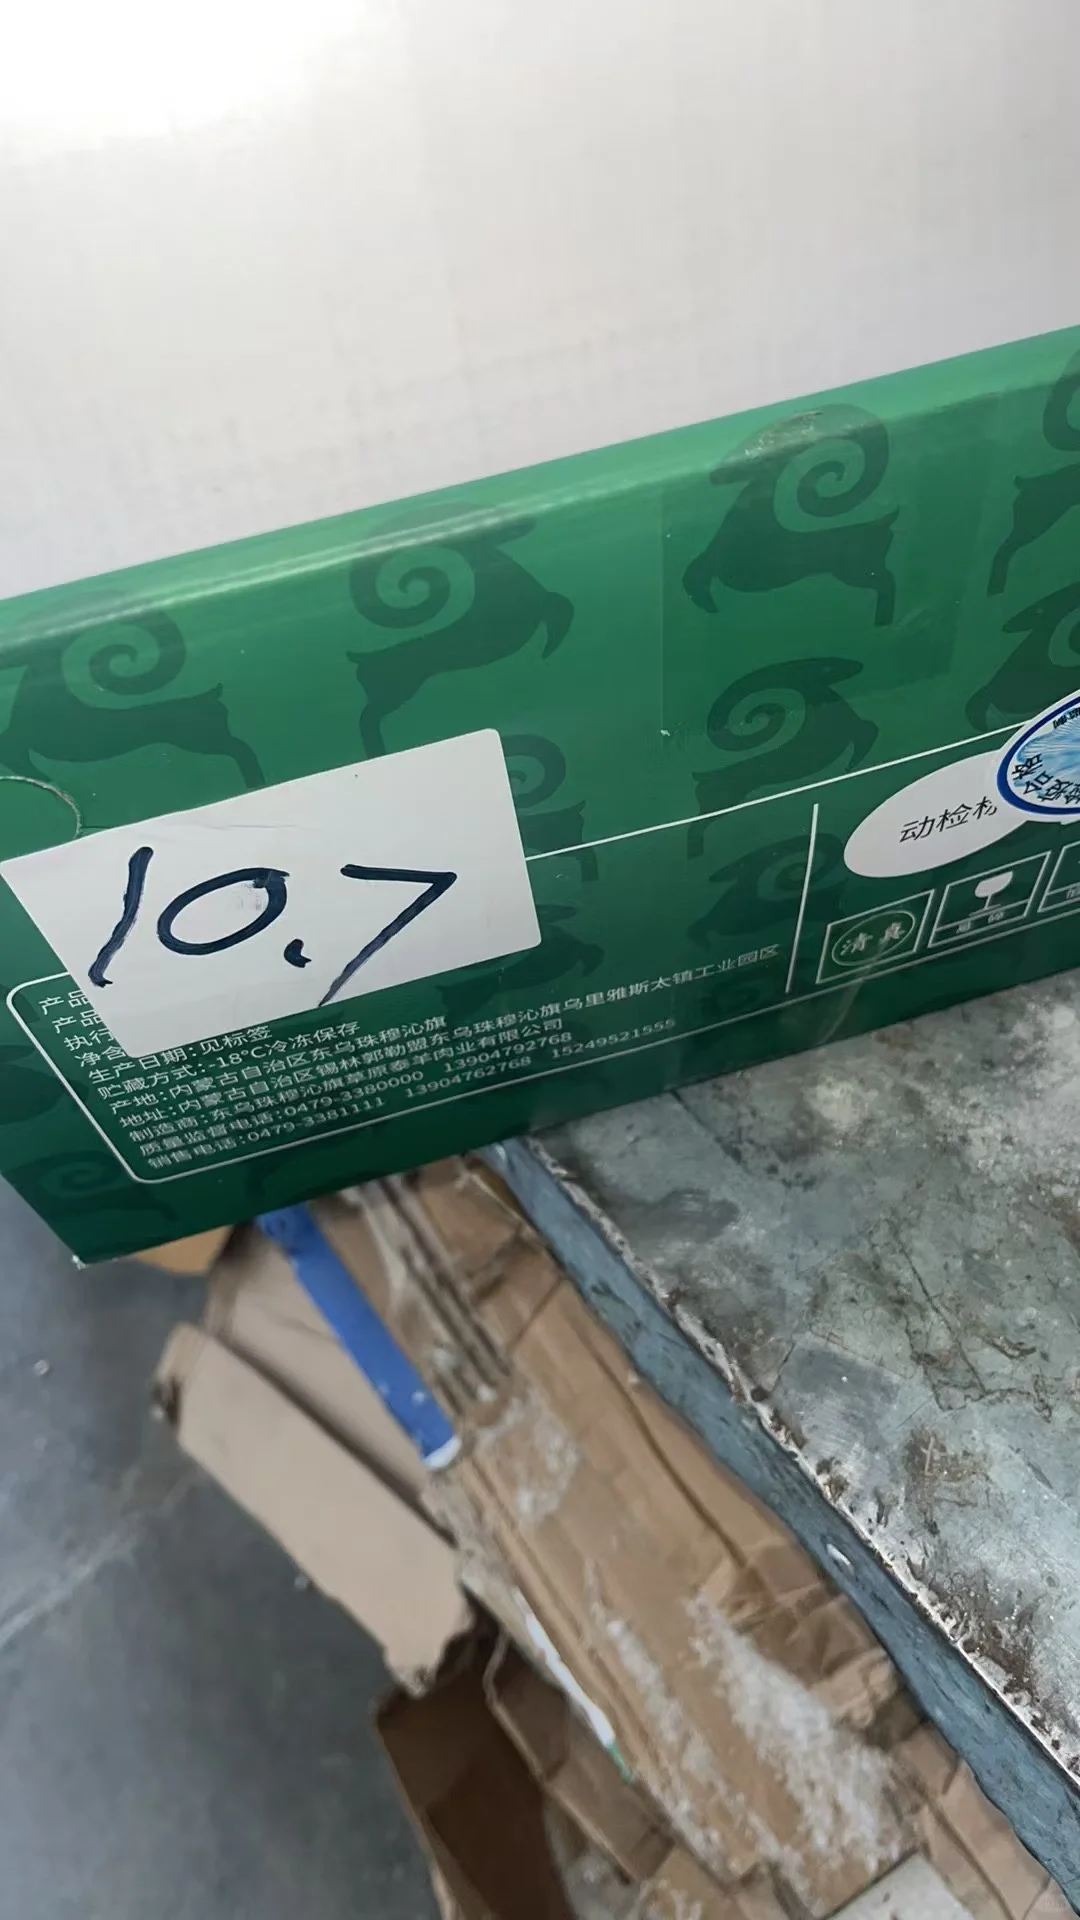 10.7
产品
产品
执行
净含
生产日期:见标签
贮藏方式:-18°C冷冻保存
产地:内蒙古自治区东乌珠穆沁旗
地址:内蒙古自治区锡林郭勒盟东乌珠穆沁旗乌里雅斯太镇工业园区
制造商:东乌珠穆沁旗草原泰羊肉业有限公司
质量监督电话:0479-3380000 13904792768
销售电话:0479-3381111 13904762768 15249521555
动检标
清真